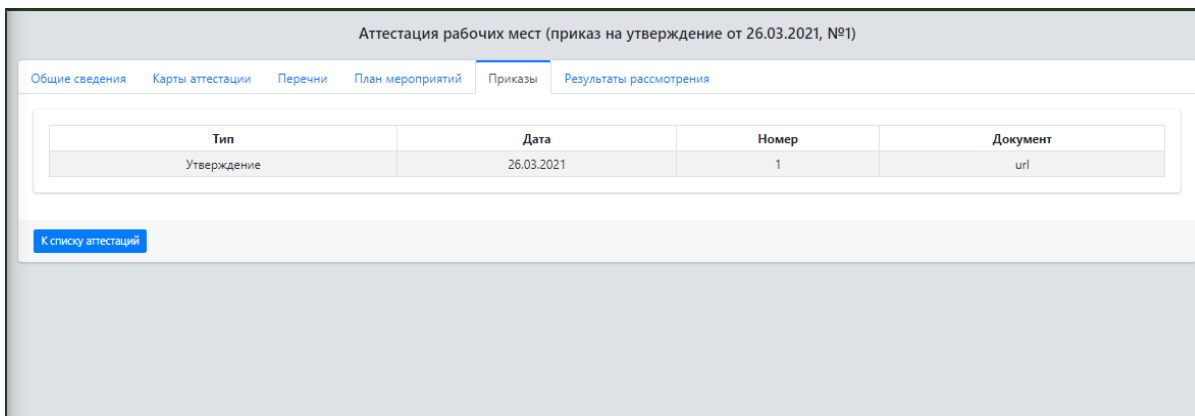 Аттестация рабочих мест (приказ на утверждение от 26.03.2021, №1)
Общие сведения Карты аттестации Перечни План мероприятий Приказы Результаты рассмотрения
Тип Дата Номер Документ
Утверждение 26.03.2021 1 url
К списку аттестаций